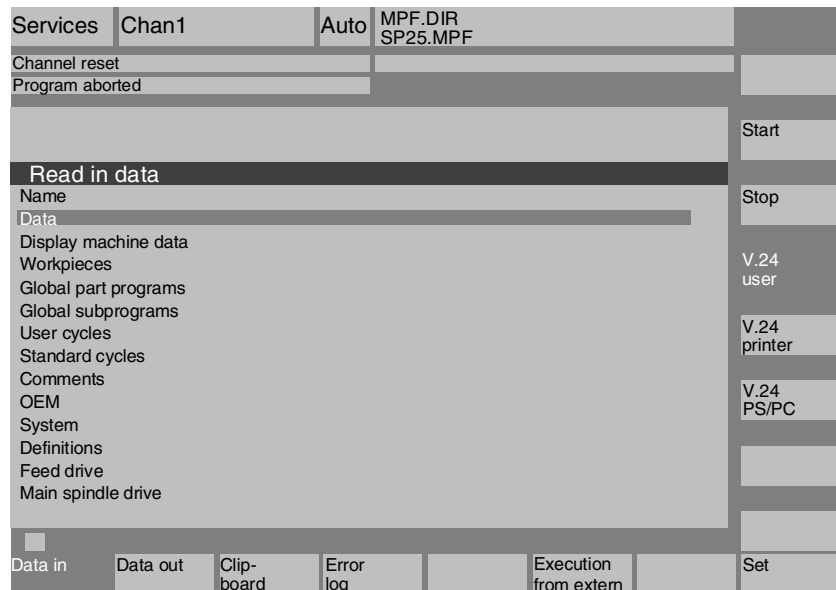 Services Chan1 Auto MPF.DIR
SP25.MPF
Channel reset
Program aborted
Start
Read in data
Name
Stop
Data
Display machine data
Workpieces
V.24
user
Global part programs
Global subprograms
User cycles
V.24
printer
Standard cycles
Comments
OEM
V.24
PS/PC
System
Definitions
Feed drive
Main spindle drive
Data in
Data out
Clip-
board
Error
log
Execution
from extern
Set